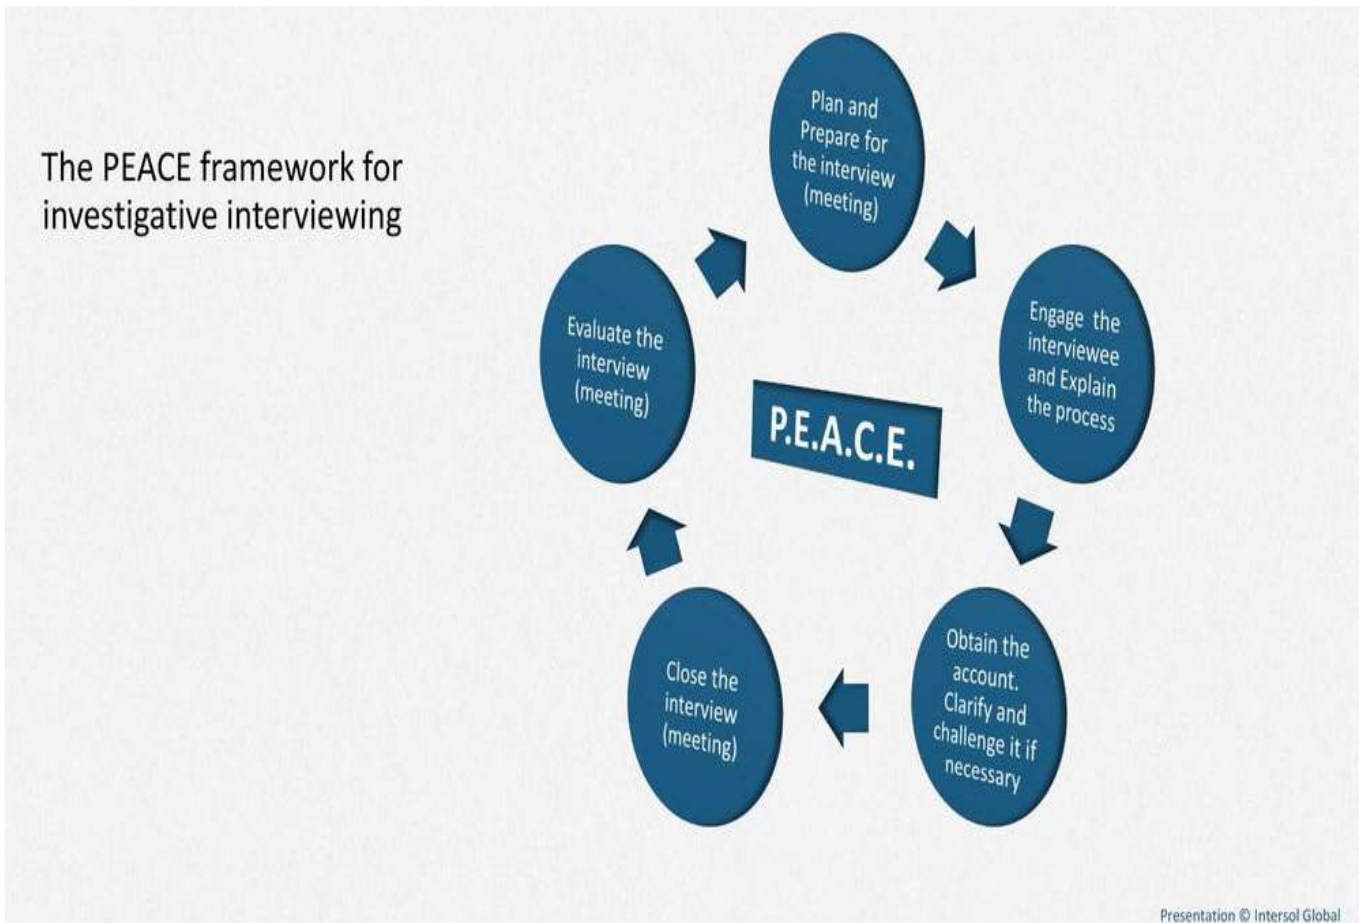 The PEACE framework for
investigative interviewing
Plan and
Prepare for
the interview
(meeting)
Engage the
interviewee
and Explain
the process
Obtain the
account.
Clarify and
challenge it if
necessary
Close the
interview
(meeting)
Evaluate the
interview
(meeting)
P.E.A.C.E.
Presentation © Intersol Global